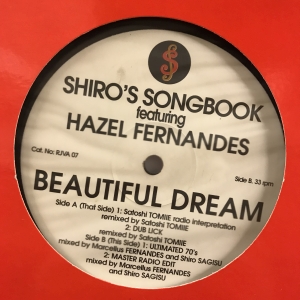 SHIRO'S SONGBOOK
featuring
HAZEL FERNANDES
Cat. No: RJVA 07
Side B. 33 rpm
BEAUTIFUL DREAM
Side A (That Side) 1: Satoshi TOMIIE radio interpretation
remixed by Satoshi TOMIIE
2: DUB LICK
remixed by Satoshi TOMIIE
Side B (This Side) 1: ULTIMATED 70's
mixed by Marcellus FERNANDES and Shiro SAGISU
2: MASTER RADIO EDIT
mixed by Marcellus FERNANDES
and Shiro SAGISU